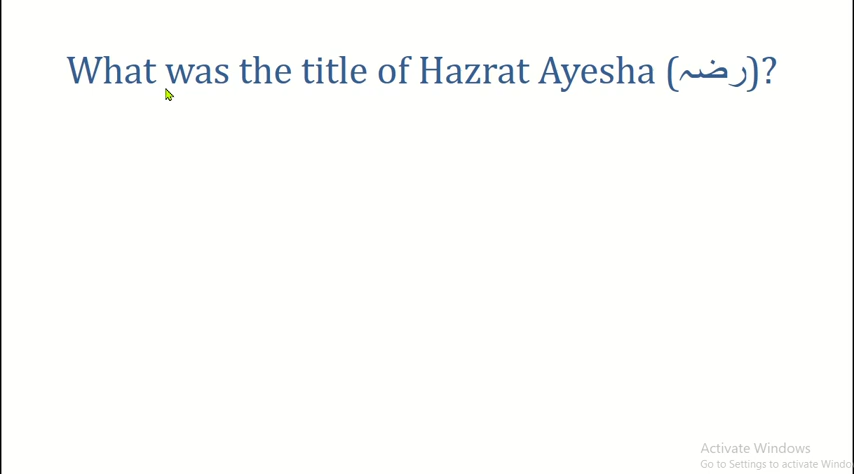 What was the title of Hazrat Ayesha (رضہ)?
Activate Windows
Go to Settings to activate Windo